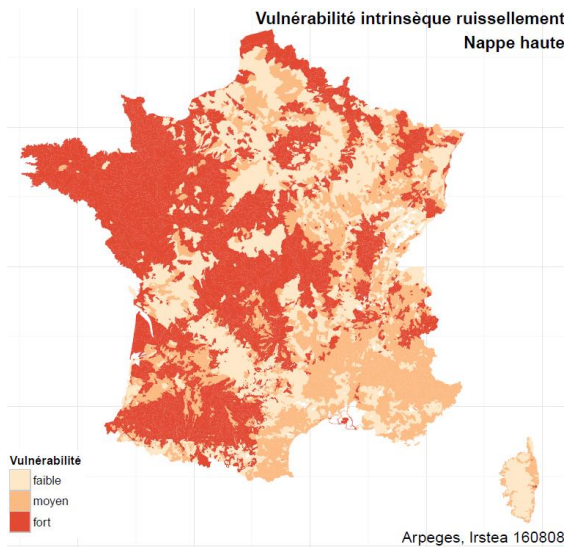 Vulnérabilité intrinsèque ruissellement
Nappe haute
Vulnérabilité
faible
moyen
fort
Arpeges, Irstea 160808